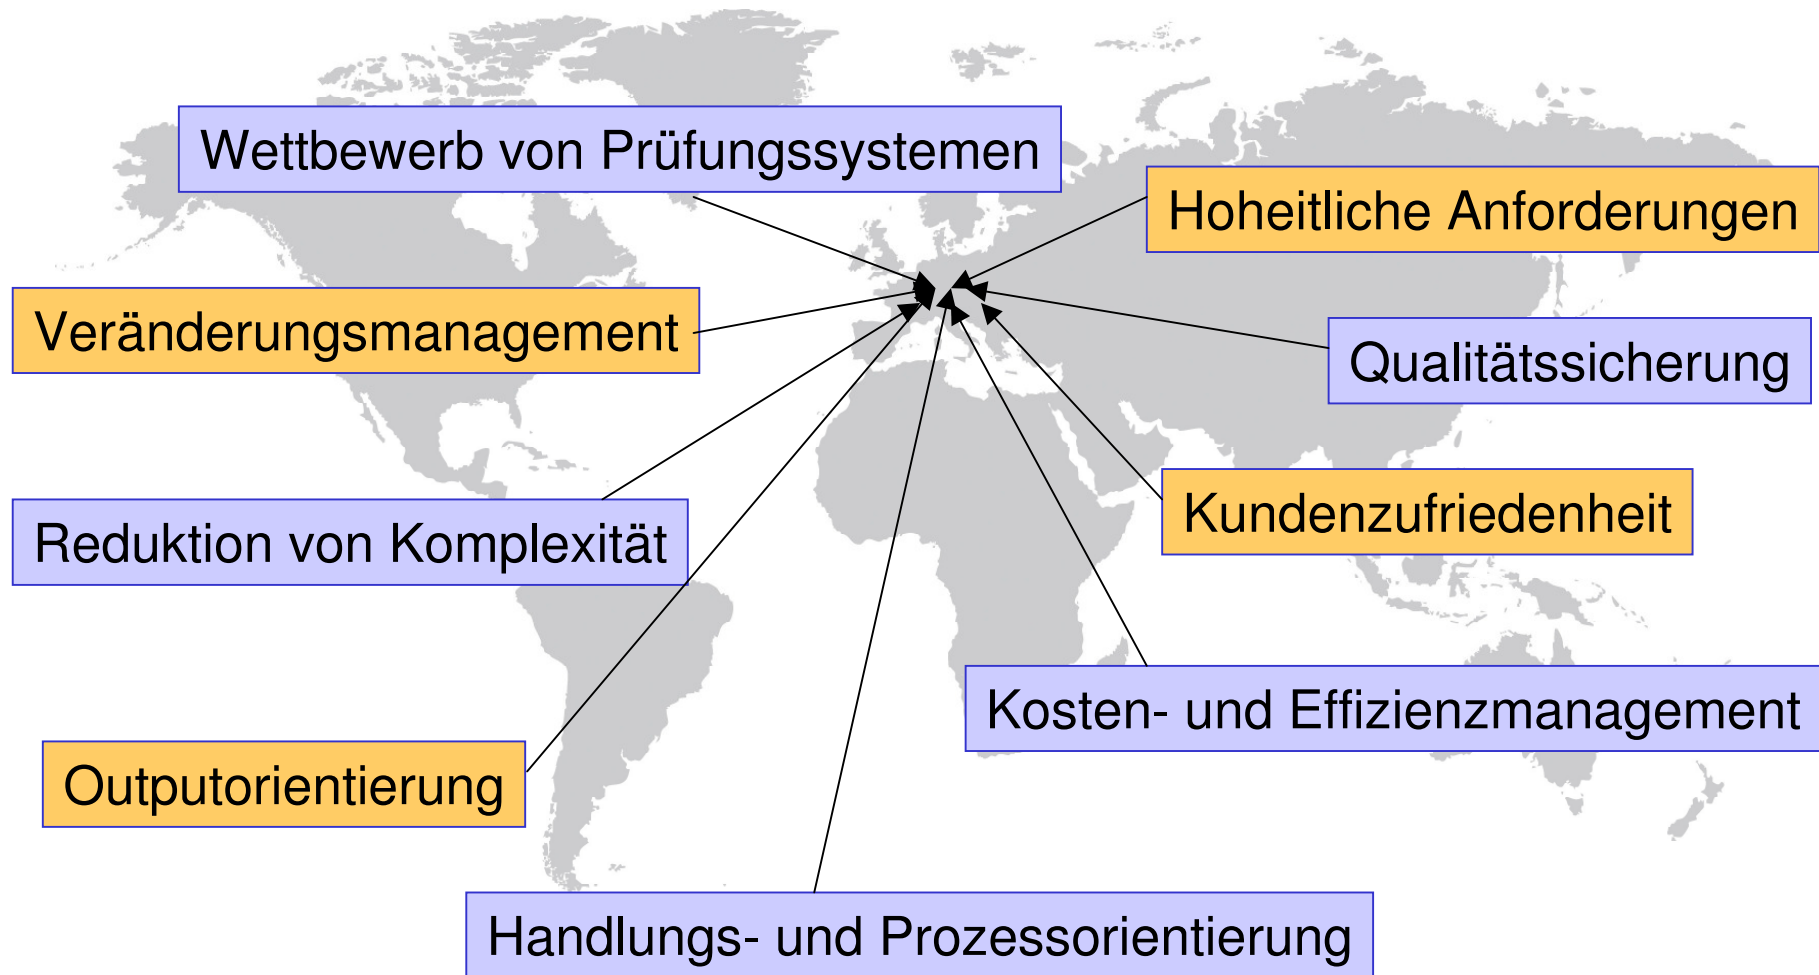 Wettbewerb von Prüfungssystemen
Hoheitliche Anforderungen
Veränderungsmanagement
Qualitätssicherung
Reduktion von Komplexität
Kundenzufriedenheit
Kosten- und Effizienzmanagement
Outputorientierung
Handlungs- und Prozessorientierung